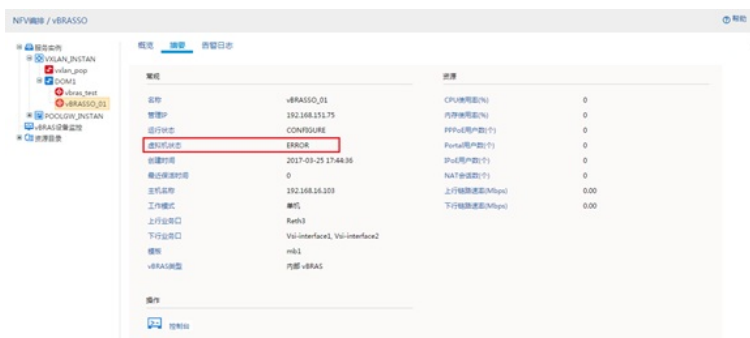 NFV编排 / vBRASSO
帮助
服务实例
VXLAN_INSTAN
vxlan_pop
DOM1
vbras_test
vBRASSO_01
POOLGW_INSTAN
vBRAS设备监控
资源目录
概览 摘要 告警日志
常规
名称 vBRASSO_01
管理IP 192.168.151.75
运行状态 CONFIGURE
虚拟机状态 ERROR
创建时间 2017-03-25 17:44:36
最近保活时间 0
主机名称 192.168.16.103
工作模式 单机
上行业务口 Reth3
下行业务口 Vsi-interface1, Vsi-interface2
模板 mb1
vBRAS类型 内部 vBRAS
资源
CPU使用率(%) 0
内存使用率(%) 0
PPPoE用户数(个) 0
Portal用户数(个) 0
IPoE用户数(个) 0
NAT会话数(个) 0
上行链路速率(Mbps) 0.00
下行链路速率(Mbps) 0.00
操作
控制台